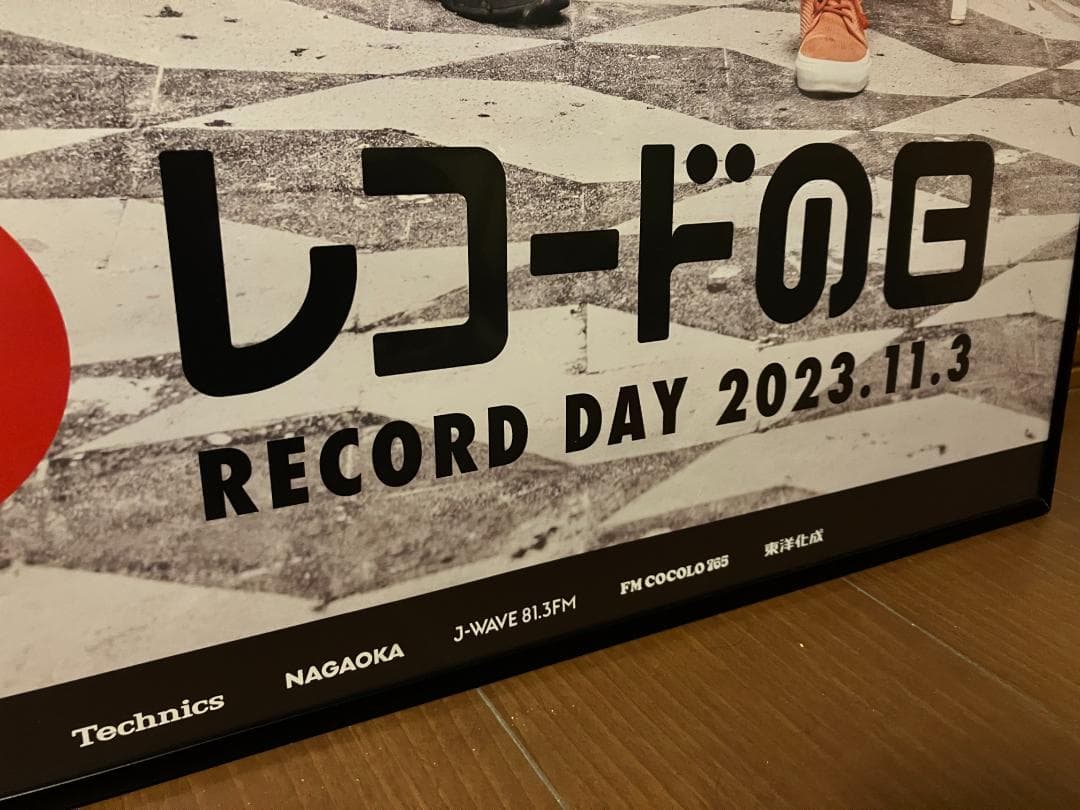 レコードの日
RECORD DAY 2023.11.3
Technics
NAGAOKA
J-WAVE 81.3FM
FM COCOLO 765
東洋化成